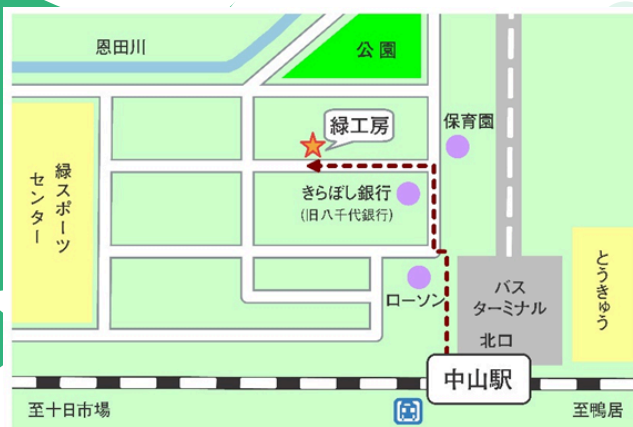 恩田川
公園
緑工房
保育園
きらぼし銀行
(旧八千代銀行)
緑スポーツ
センター
ローソン
バス
ターミナル
北口
とうきゅう
中山駅
至十日市場
至鴨居